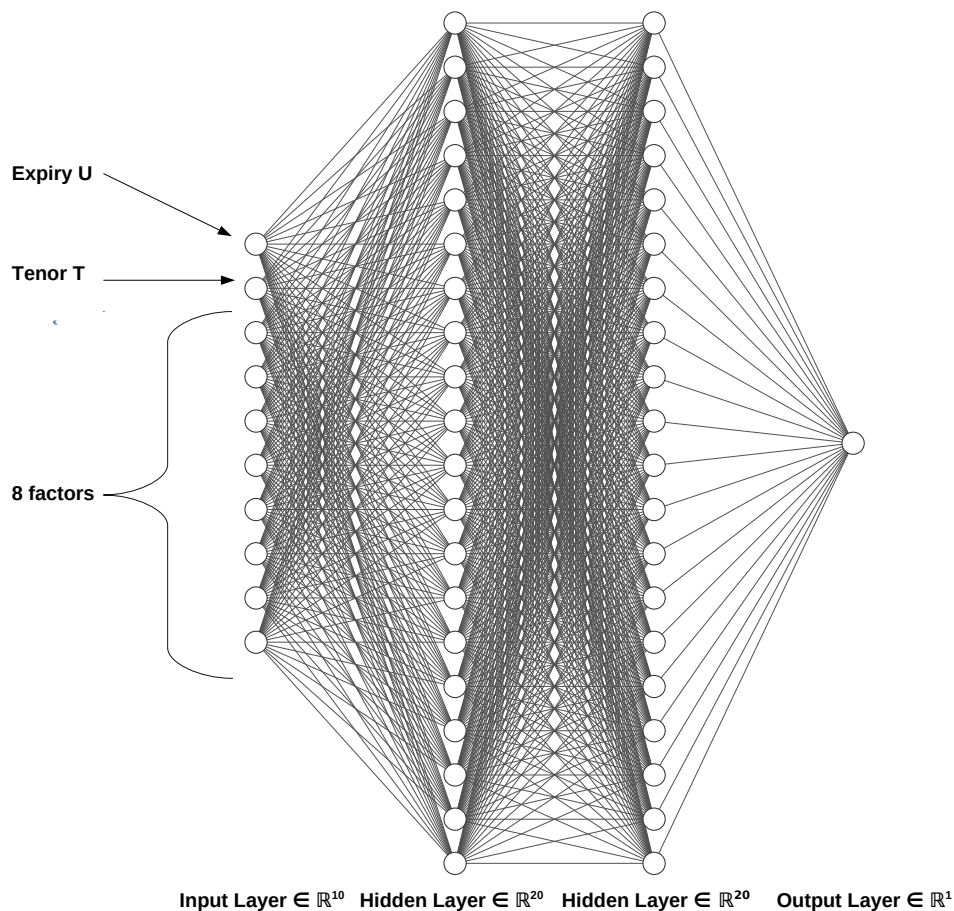 Expiry U
Tenor T
8 factors
Input Layer ∈ ℝ¹⁰ Hidden Layer ∈ ℝ²⁰ Hidden Layer ∈ ℝ²⁰ Output Layer ∈ ℝ¹